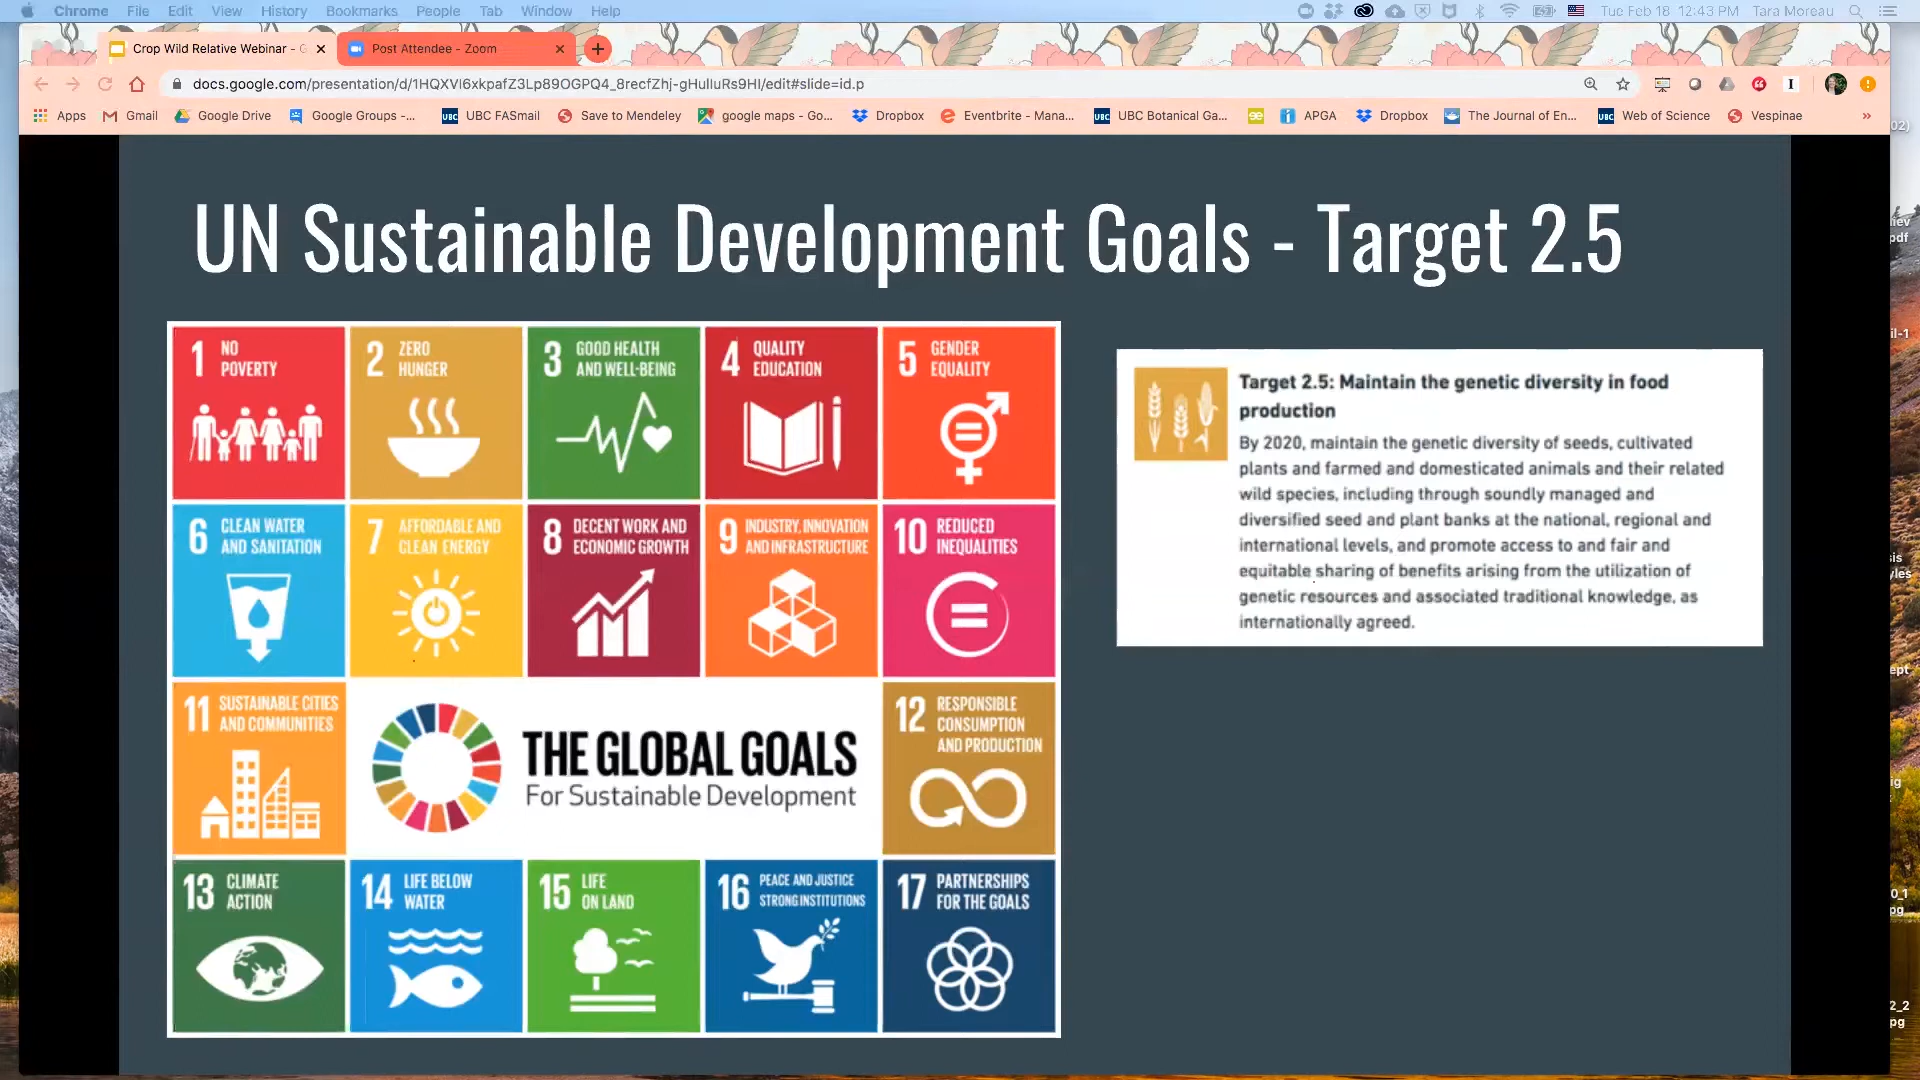 Chrome File Edit View History Bookmarks People Tab Window Help
Tue Feb 18 12:43 PM Tara Moreau
Crop Wild Relative Webinar - G
Post Attendee - Zoom
Apps
Gmail
Google Drive
Google Groups -...
UBC FASmail
Save to Mendeley
google maps - Go...
Dropbox
Eventbrite - Mana...
UBC Botanical Ga...
APGA
Dropbox
The Journal of En...
Web of Science
Vespinae
UN Sustainable Development Goals - Target 2.5
1 NO
POVERTY
2 ZERO
HUNGER
3 GOOD HEALTH
AND WELL-BEING
4 QUALITY
EDUCATION
5 GENDER
EQUALITY
6 CLEAN WATER
AND SANITATION
7 AFFORDABLE AND
CLEAN ENERGY
8 DECENT WORK AND
ECONOMIC GROWTH
9 INDUSTRY, INNOVATION
AND INFRASTRUCTURE
10 REDUCED
INEQUALITIES
11 SUSTAINABLE CITIES
AND COMMUNITIES
THE GLOBAL GOALS
For Sustainable Development
12 RESPONSIBLE
CONSUMPTION
AND PRODUCTION
13 CLIMATE
ACTION
14 LIFE BELOW
WATER
15 LIFE
ON LAND
16 PEACE AND JUSTICE
STRONG INSTITUTIONS
17 PARTNERSHIPS
FOR THE GOALS
Target 2.5: Maintain the genetic diversity in food
production
By 2020, maintain the genetic diversity of seeds, cultivated
plants and farmed and domesticated animals and their related
wild species, including through soundly managed and
diversified seed and plant banks at the national, regional and
international levels, and promote access to and fair and
equitable sharing of benefits arising from the utilization of
genetic resources and associated traditional knowledge, as
internationally agreed.